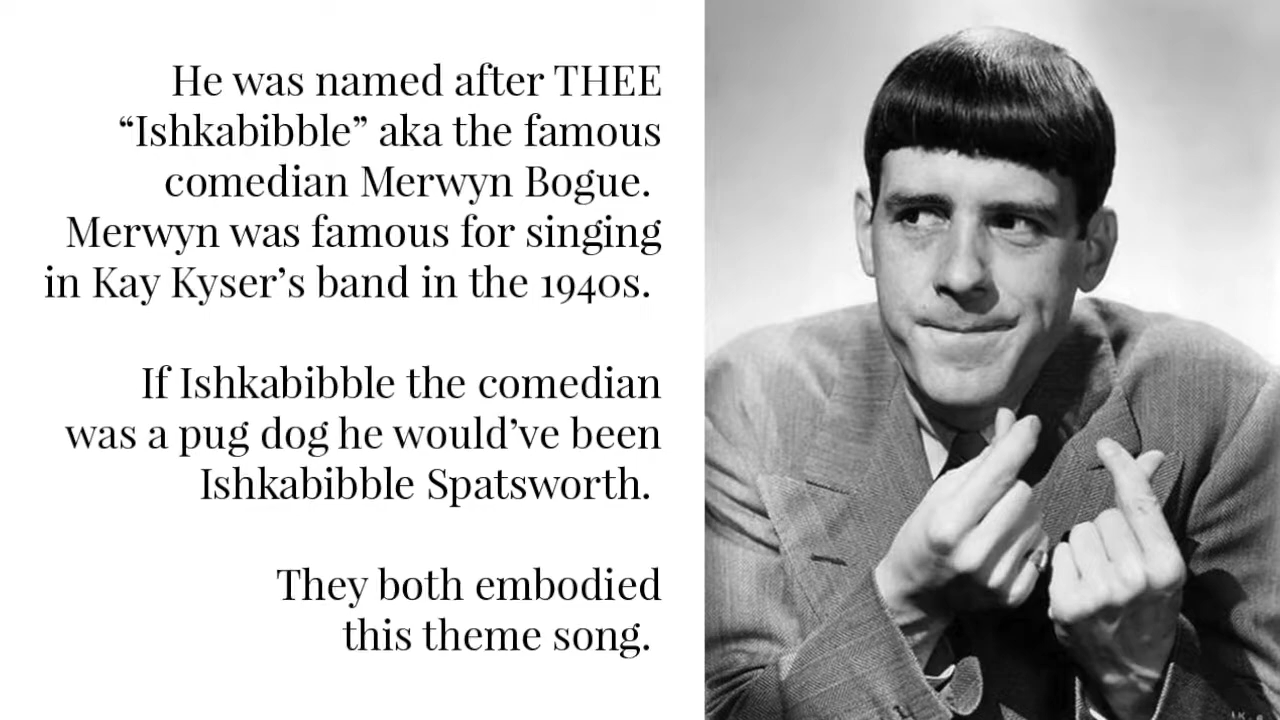 He was named after THEE
“Ishkabibble” aka the famous
comedian Merwyn Bogue.
Merwyn was famous for singing
in Kay Kyser’s band in the 1940s.
If Ishkabibble the comedian
was a pug dog he would’ve been
Ishkabibble Spatsworth.
They both embodied
this theme song.